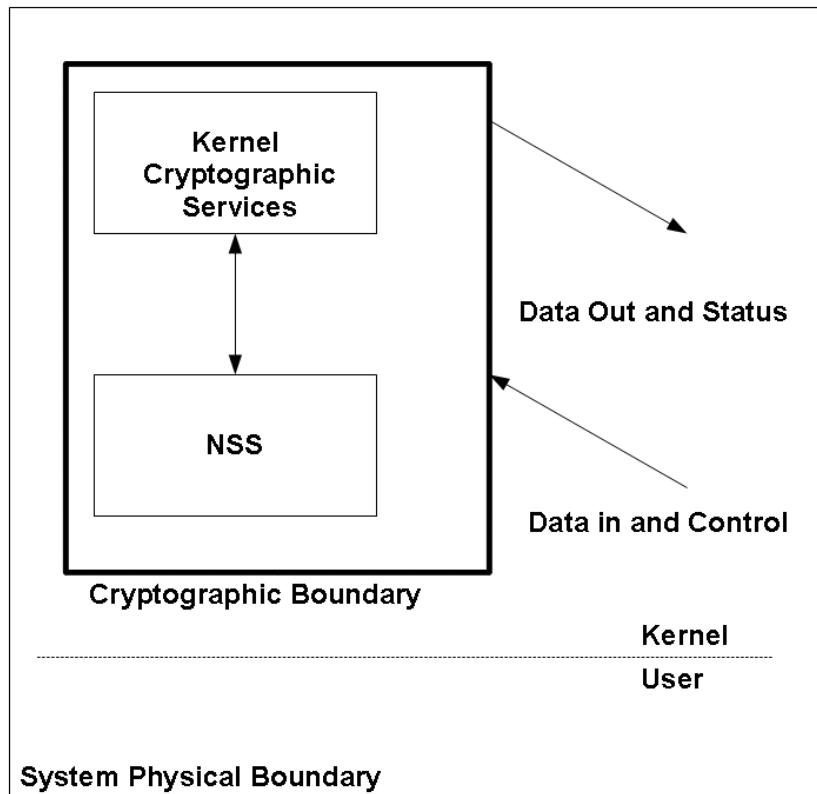 Kernel
Cryptographic
Services
Data Out and Status
NSS
Data in and Control
Cryptographic Boundary
Kernel
User
System Physical Boundary